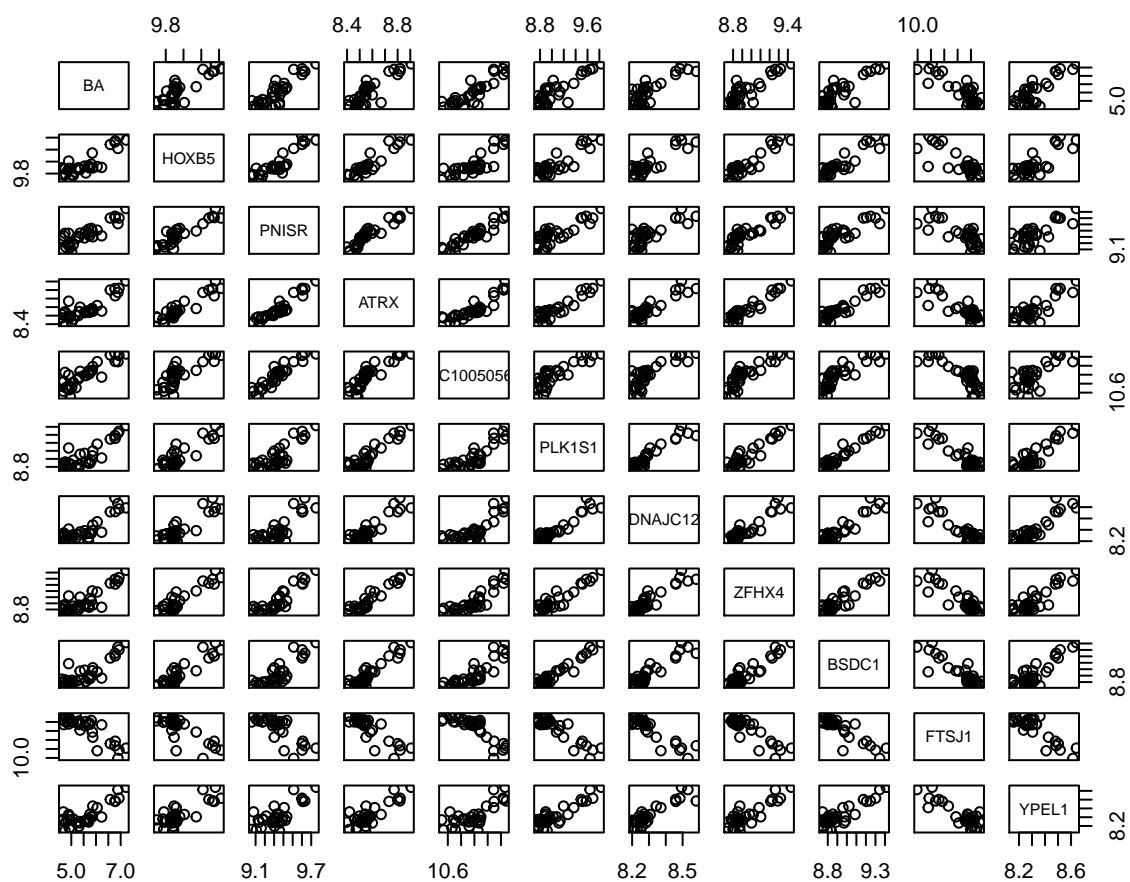 9.8 8.4 8.8 8.8 9.6 8.8 9.4 10.0
BA 5.0
9.8 HOXB5
PNISR 9.1
8.4 ATRX
C1005056 10.6
8.8 PLK1S1
DNAJC12 8.2
8.8 ZFHX4
BSDC1 8.8
10.0 FTSJ1
YPEL1 8.2
5.0 7.0 9.1 9.7 10.6 8.2 8.5 8.8 9.3 8.2 8.6